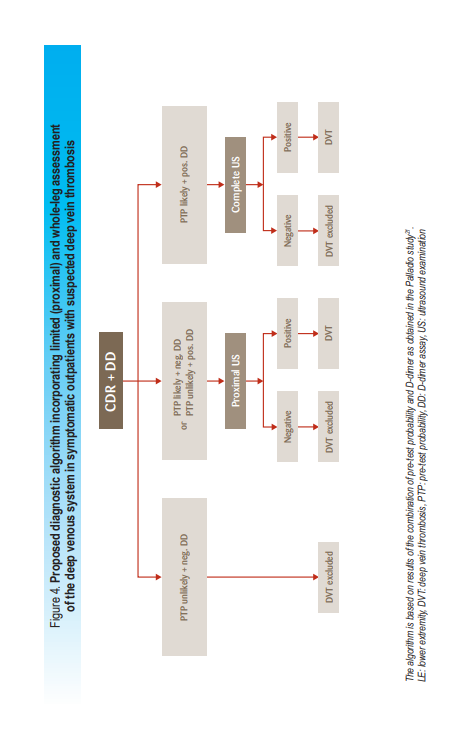 Figure 4. Proposed diagnostic algorithm incorporating limited (proximal) and whole-leg assessment
of the deep venous system in symptomatic outpatients with suspected deep vein thrombosis
CDR + DD
PTP unlikely + neg. DD
PTP likely + neg. DD
or
PTP unlikely + pos. DD
PTP likely + pos. DD
Proximal US
Complete US
Negative
Positive
Negative
Positive
DVT excluded
DVT excluded
DVT
DVT excluded
DVT
The algorithm is based on results of the combination of pre-test probability and D-dimer as obtained in the Palladio study²¹.
LE: lower extremity, DVT: deep vein thrombosis, PTP: pre-test probability, DD: D-dimer assay, US: ultrasound examination